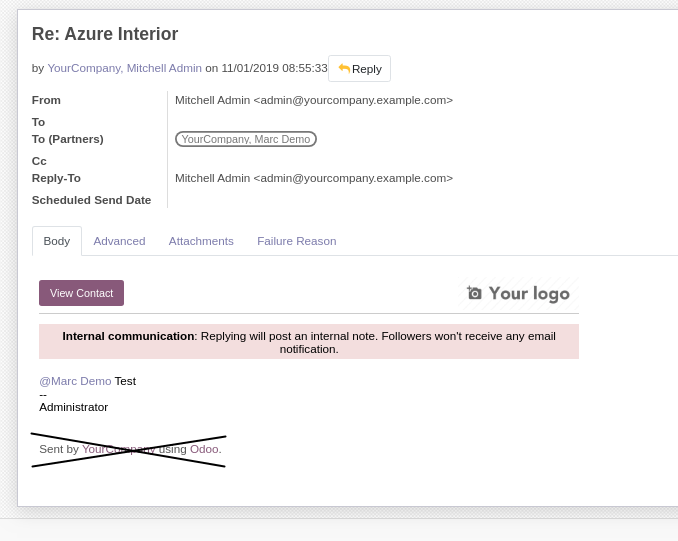 Re: Azure Interior
by YourCompany, Mitchell Admin on 11/01/2019 08:55:33 Reply
From Mitchell Admin <admin@yourcompany.example.com>
To
To (Partners) YourCompany, Marc Demo
Cc
Reply-To Mitchell Admin <admin@yourcompany.example.com>
Scheduled Send Date
Body Advanced Attachments Failure Reason
View Contact Your logo
Internal communication: Replying will post an internal note. Followers won't receive any email
notification.
@Marc Demo Test
--
Administrator
Sent by YourCompany using Odoo.